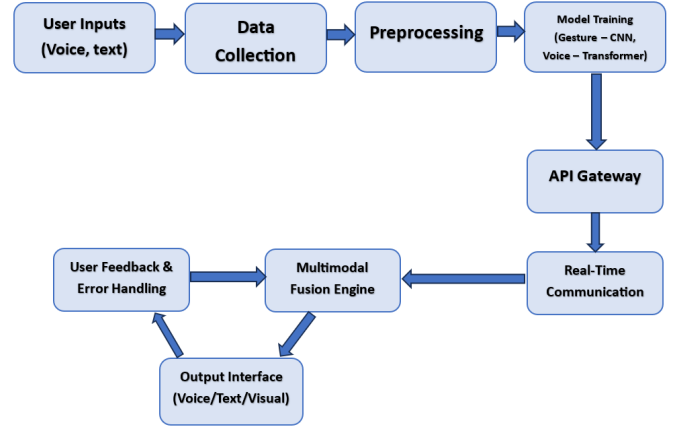 User Inputs
(Voice, text)
Data
Collection
Preprocessing
Model Training
(Gesture – CNN,
Voice – Transformer)
API Gateway
Real-Time
Communication
Multimodal
Fusion Engine
User Feedback &
Error Handling
Output Interface
(Voice/Text/Visual)